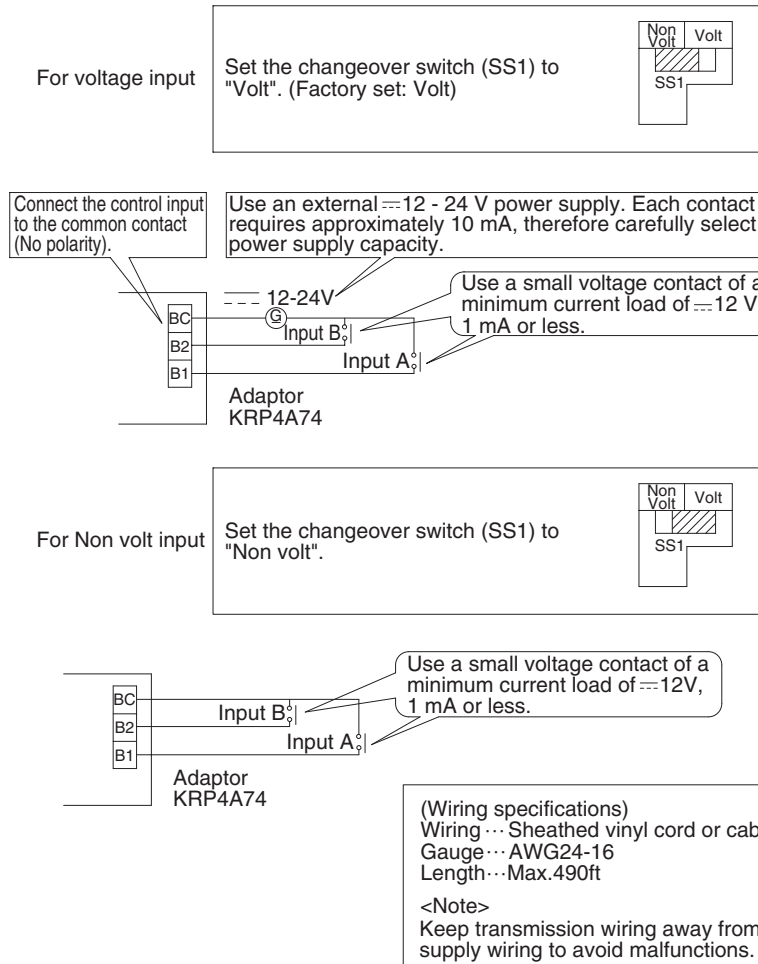 For voltage input
Set the changeover switch (SS1) to
"Volt". (Factory set: Volt)
Non
Volt
Volt
SS1
Connect the control input
to the common contact
(No polarity).
Use an external ⎓12 - 24 V power supply. Each contact
requires approximately 10 mA, therefore carefully select
power supply capacity.
12-24V
Use a small voltage contact of a
minimum current load of ⎓12 V
1 mA or less.
BC
G
Input B
B2
Input A
B1
Adaptor
KRP4A74
For Non volt input
Set the changeover switch (SS1) to
"Non volt".
Non
Volt
Volt
SS1
Use a small voltage contact of a
minimum current load of ⎓12V,
1 mA or less.
BC
Input B
B2
Input A
B1
Adaptor
KRP4A74
(Wiring specifications)
Wiring ··· Sheathed vinyl cord or
Gauge···AWG24-16
Length···Max.490ft
<Note>
Keep transmission wiring away from
supply wiring to avoid malfunctions.